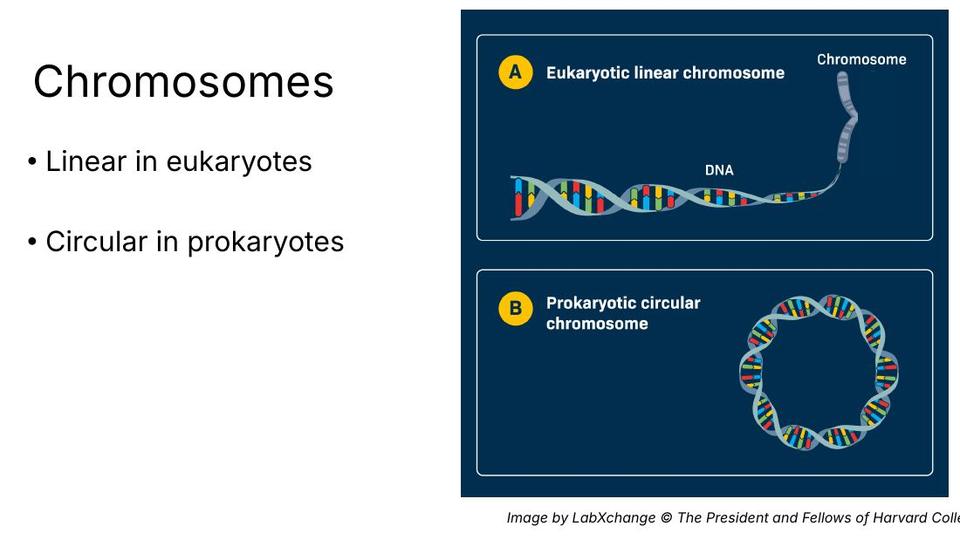 Chromosomes
• Linear in eukaryotes
• Circular in prokaryotes
A
Eukaryotic linear chromosome
Chromosome
DNA
B
Prokaryotic circular
chromosome
Image by LabXchange © The President and Fellows of Harvard Colle